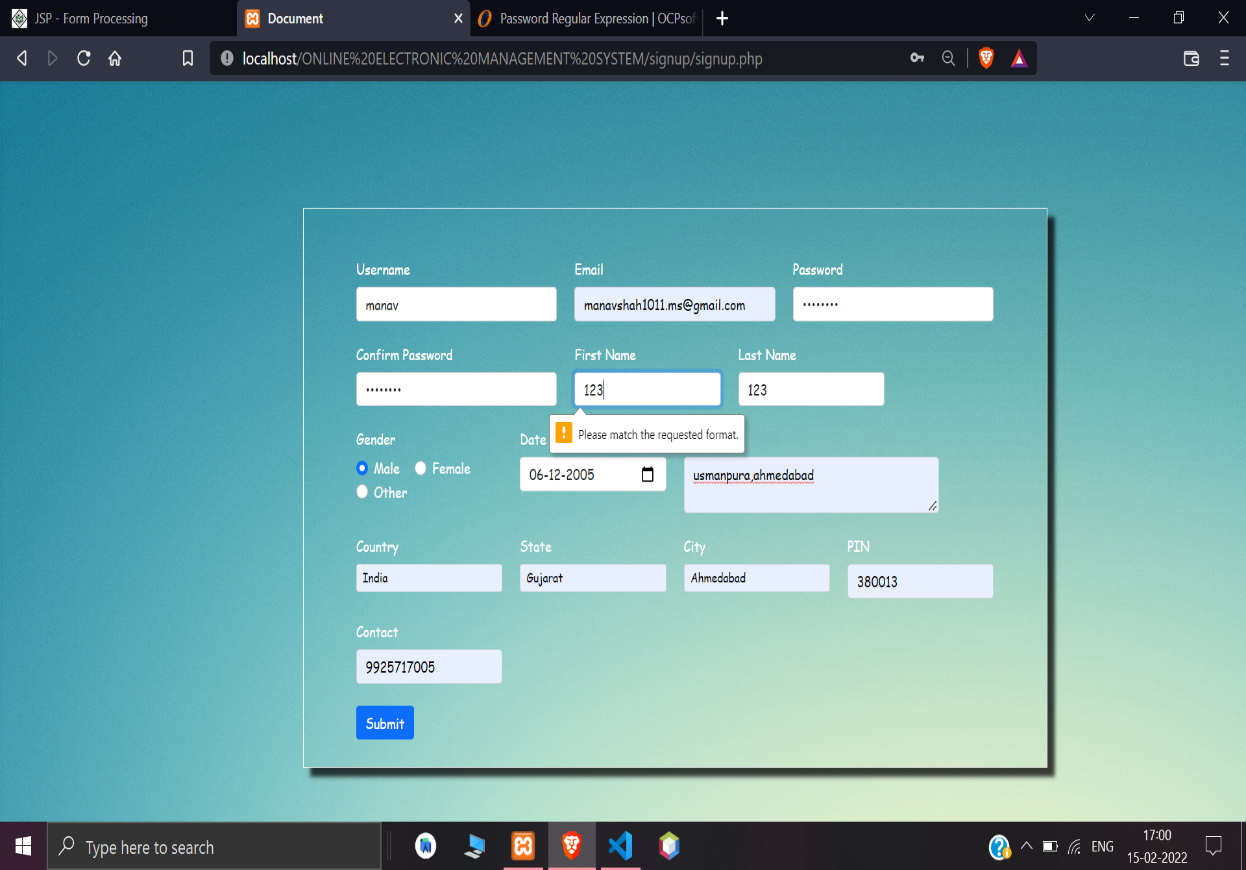 JSP - Form Processing
Document
Password Regular Expression | OCPsof
localhost/ONLINE%20ELECTRONIC%20MANAGEMENT%20SYSTEM/signup/signup.php
Username Email Password
manav manavshah1011.ms@gmail.com ••••••••
Confirm Password First Name Last Name
•••••••• 123 123
Please match the requested format.
Gender Date
Male Female
06-12-2005 usmanpura,ahmedabad
Other
Country State City PIN
India Gujarat Ahmedabad 380013
Contact
9925717005
Submit
Type here to search
ENG
17:00
15-02-2022